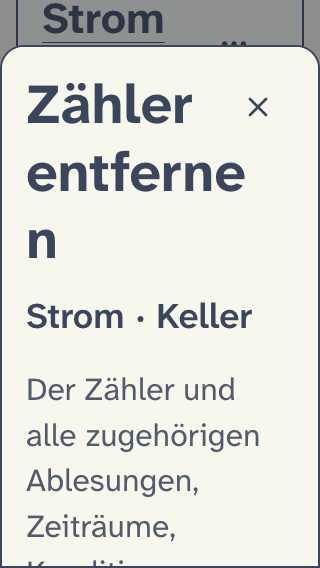 Strom
Zähler
entferne
n
Strom · Keller
Der Zähler und
alle zugehörigen
Ablesungen,
Zeiträume,